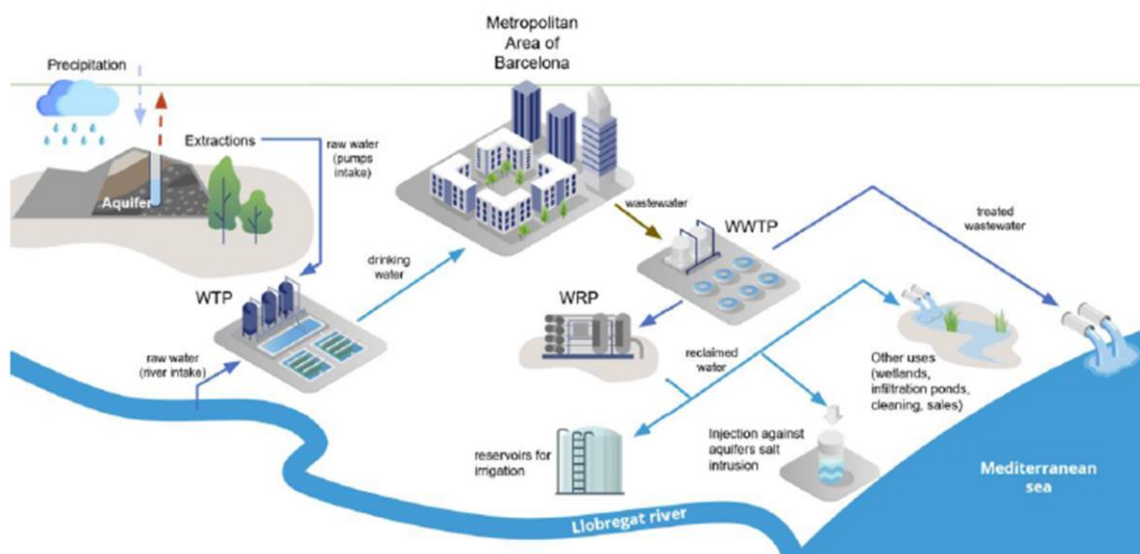 Metropolitan
Area of
Barcelona
Precipitation
Extractions
raw water
(pumps
intake)
Aquifer
wastewater
WWTP
treated
wastewater
drinking
water
WTP
WRP
raw water
(river intake)
reclaimed
water
Other uses
(wetlands,
infiltration ponds,
cleaning, sales)
reservoirs for
irrigation
Injection against
aquifers salt
intrusion
Mediterranean
sea
Llobregat river